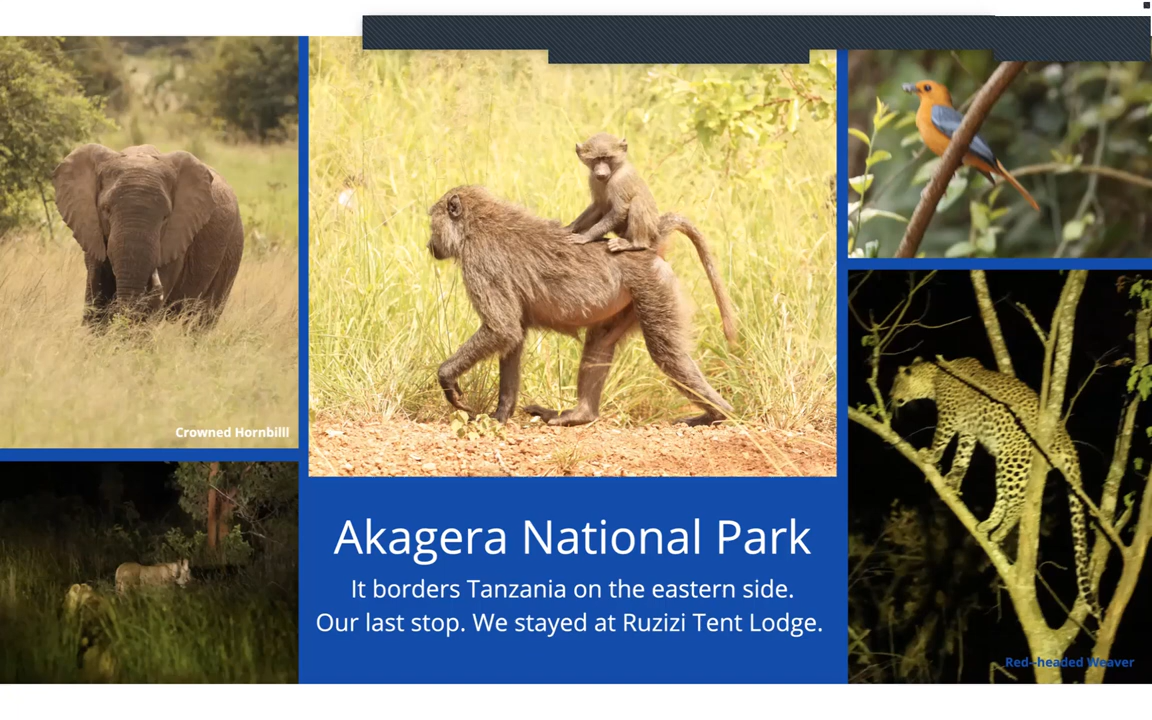 Crowned Hornbilll
Akagera National Park
It borders Tanzania on the eastern side.
Our last stop. We stayed at Ruzizi Tent Lodge.
Red-headed Weaver